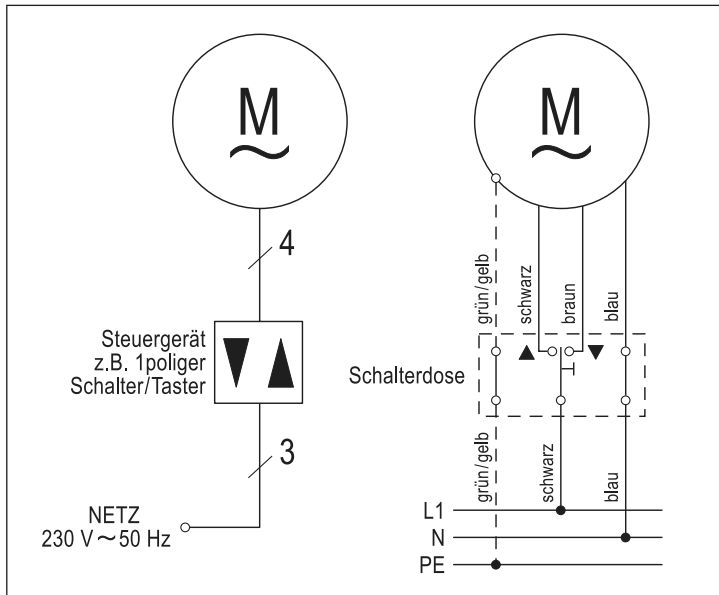 M
4
Steuergerät
z.B. 1poliger
Schalter/Taster
3
NETZ
230 V ~ 50 Hz
M
grün/gelb
schwarz
braun
blau
Schalterdose
grün/gelb
schwarz
blau
L1
N
PE